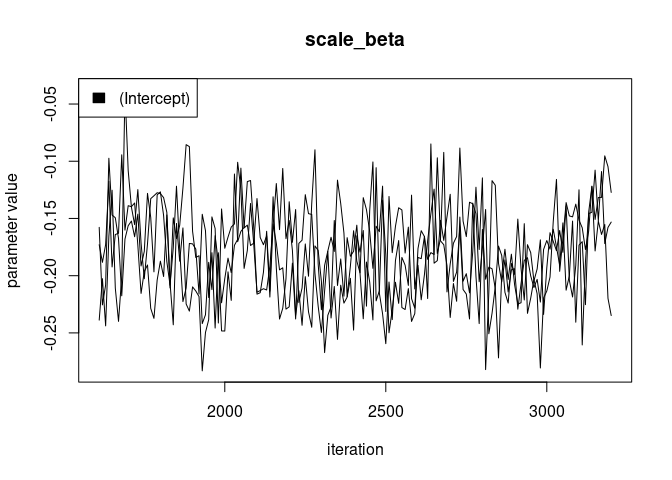 scale_beta
(Intercept)
parameter value
-0.05
-0.10
-0.15
-0.20
-0.25
2000
2500
3000
iteration